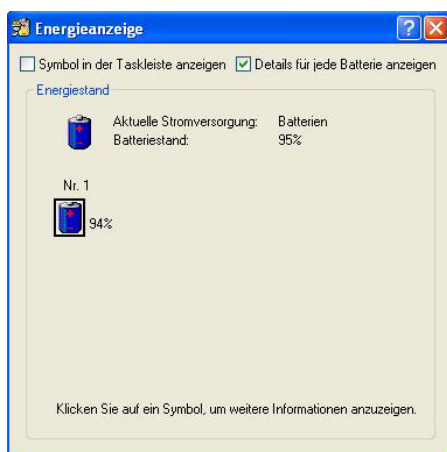 Energieanzeige
Symbol in der Taskleiste anzeigen Details für jede Batterie anzeigen
Energiestand
Aktuelle Stromversorgung: Batterien
Batteriestand: 95%
Nr. 1
94%
Klicken Sie auf ein Symbol, um weitere Informationen anzuzeigen.